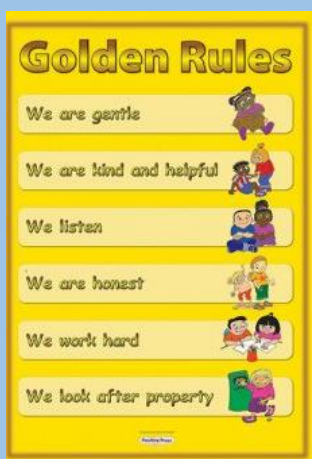 Golden Rules
We are gentle
We are kind and helpful
We listen
We are honest
We work hard
We look after property